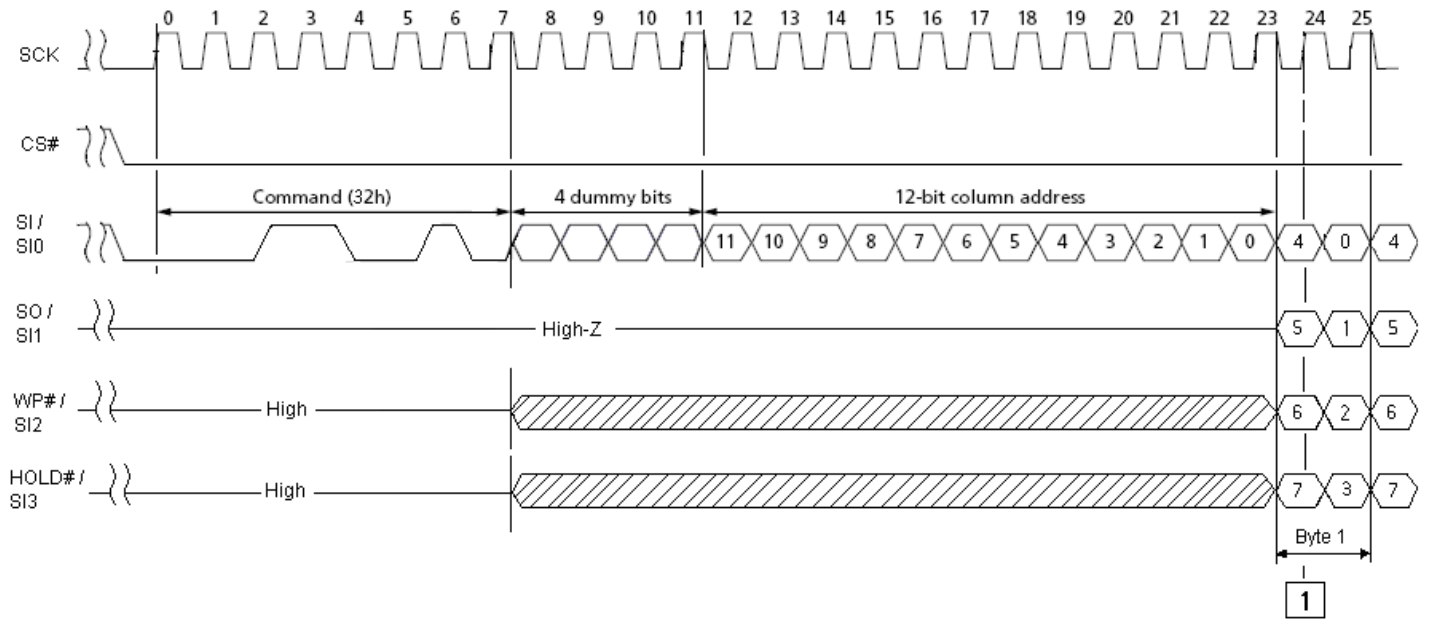 0 1 2 3 4 5 6 7 8 9 10 11 12 13 14 15 16 17 18 19 20 21 22 23 24 25
SCK
CS#
Command (32h) 4 dummy bits 12-bit column address
SI /
SI0
11 10 9 8 7 6 5 4 3 2 1 0 4 0 4
SO /
SI1
High-Z 5 1 5
WP# /
SI2
High 6 2 6
HOLD# /
SI3
High 7 3 7
Byte 1
1